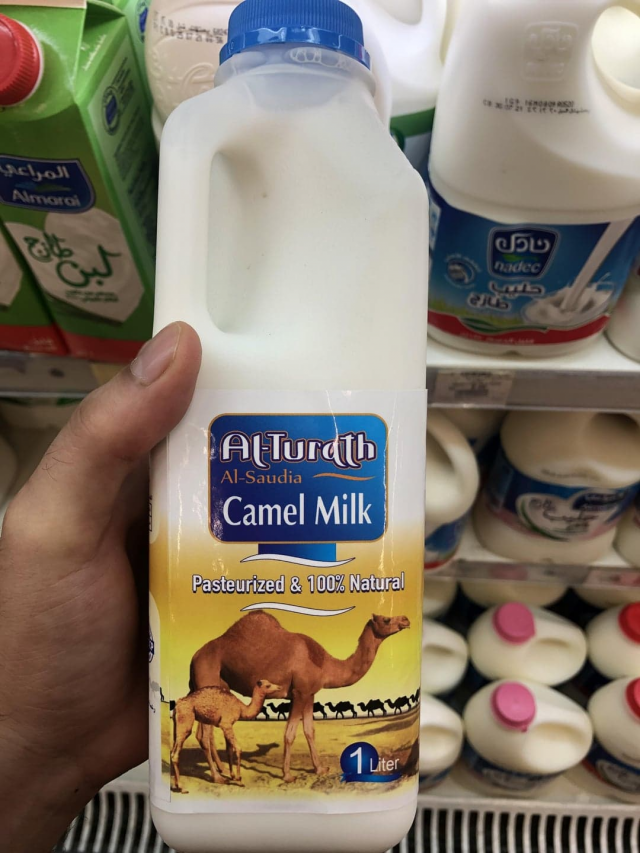 المراعي
Almarai
لبن
طازج
نادك
nadec
حليب
طازج
Al-Turath
Al-Saudia
Camel Milk
Pasteurized & 100% Natural
1 Liter